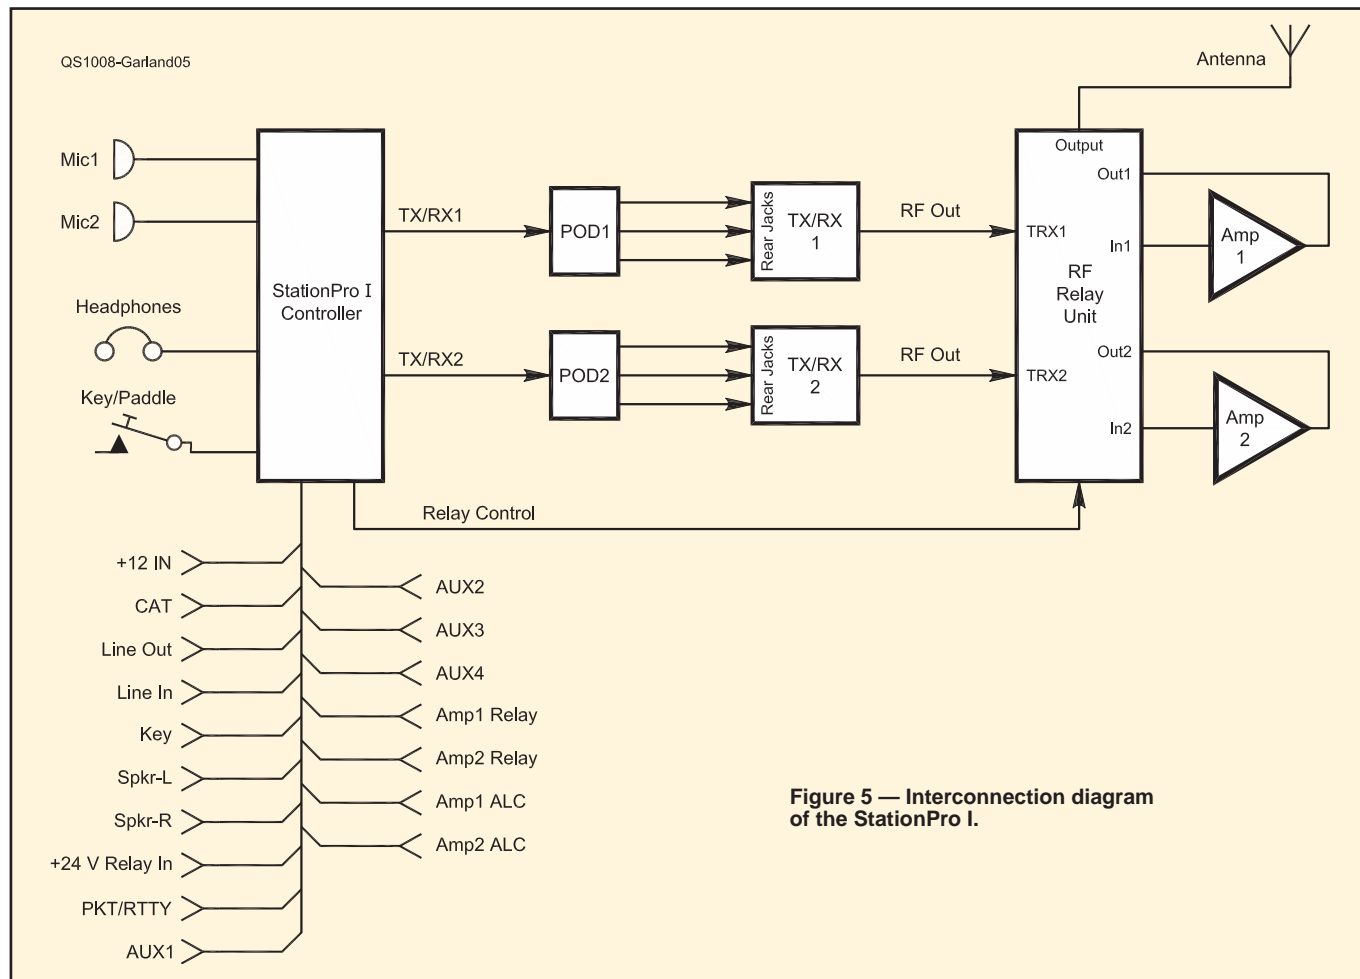 QS1008-Garland05
Antenna
Mic1
Mic2
Headphones
Key/Paddle
StationPro I
Controller
TX/RX1
TX/RX2
POD1
POD2
Rear Jacks
TX/RX
1
Rear Jacks
TX/RX
2
RF Out
RF Out
Output
Out1
TRX1
In1
RF
Relay
Unit
Out2
TRX2
In2
Amp
1
Amp
2
Relay Control
+12 IN
CAT
Line Out
Line In
Key
Spkr-L
Spkr-R
+24 V Relay In
PKT/RTTY
AUX1
AUX2
AUX3
AUX4
Amp1 Relay
Amp2 Relay
Amp1 ALC
Amp2 ALC
Figure 5 — Interconnection diagram
of the StationPro I.